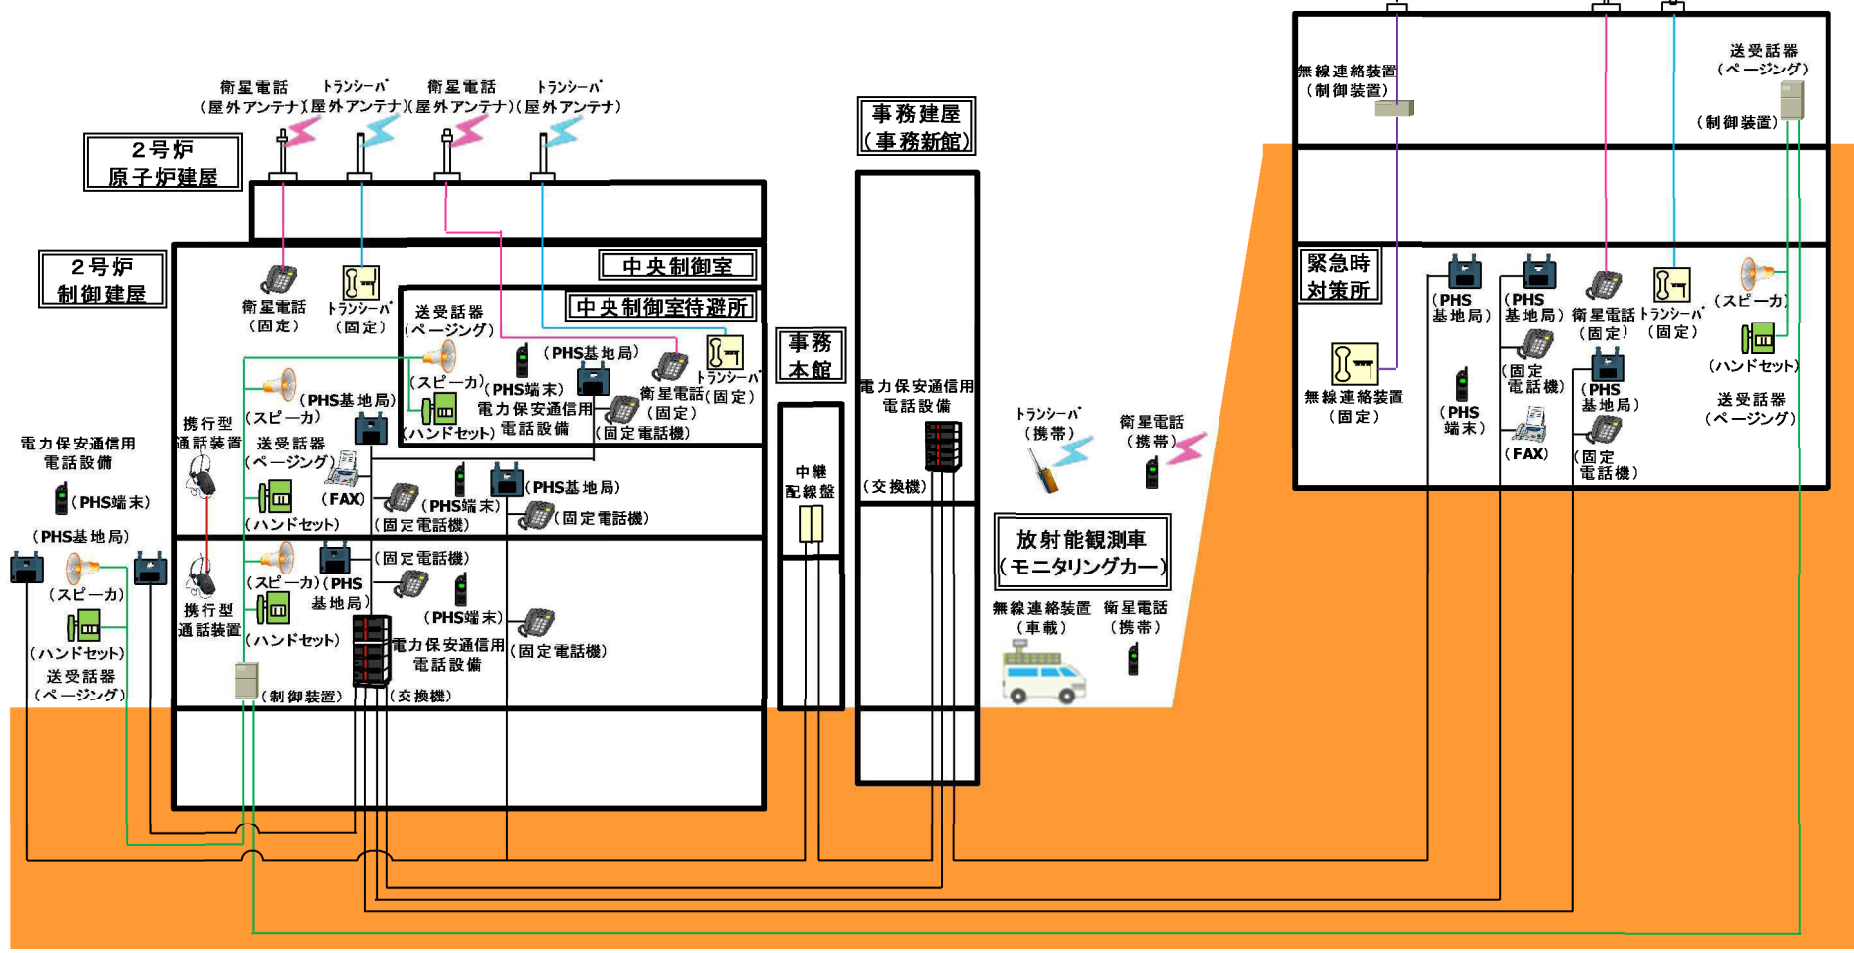 衛星電話
(屋外アンテナ)
トランシーバ
(屋外アンテナ)
衛星電話
(屋外アンテナ)
トランシーバ
(屋外アンテナ)
2号炉
原子炉建屋
2号炉
制御建屋
中央制御室
衛星電話
(固定)
トランシーバ
(固定)
中央制御室待避所
送受話器
(ページング)
(スピーカ)
(ハンドセット)
(PHS端末)
(PHS基地局)
電力保安通信用
電話設備
(固定電話機)
衛星電話
(固定)
トランシーバ
(固定)
(スピーカ)
(PHS基地局)
携行型
通話装置
送受話器
(ページング)
(ハンドセット)
(FAX)
(固定電話機)
(PHS端末)
(PHS基地局)
(固定電話機)
電力保安通信用
電話設備
(PHS端末)
(PHS基地局)
(スピーカ)
(ハンドセット)
送受話器
(ページング)
携行型
通話装置
(スピーカ)
(ハンドセット)
(PHS
基地局)
(固定電話機)
(PHS端末)
電力保安通信用
電話設備
(固定電話機)
(制御装置)
(交換機)
事務
本館
中継
配線盤
事務建屋
(事務新館)
電力保安通信用
電話設備
(交換機)
トランシーバ
(携帯)
衛星電話
(携帯)
放射能観測車
(モニタリングカー)
無線連絡装置
(車載)
衛星電話
(携帯)
無線連絡装置
(制御装置)
送受話器
(ページング)
(制御装置)
緊急時
対策所
(PHS
基地局)
(PHS
基地局)
衛星電話
(固定)
トランシーバ
(固定)
(スピーカ)
(ハンドセット)
送受話器
(ページング)
無線連絡装置
(固定)
(PHS
端末)
(固定
電話機)
(FAX)
(PHS
基地局)
(固定
電話機)